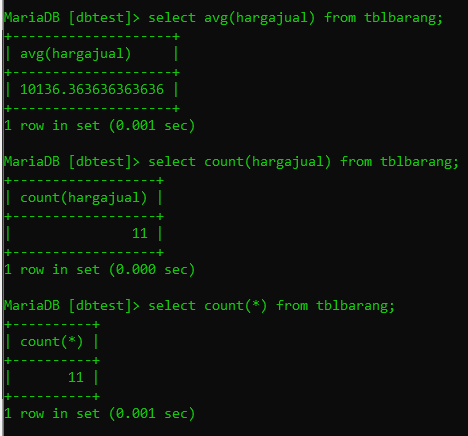 MariaDB [dbtest]> select avg(hargajual) from tblbarang;
+--------------------+
| avg(hargajual)     |
+--------------------+
| 10136.363636363636 |
+--------------------+
1 row in set (0.001 sec)

MariaDB [dbtest]> select count(hargajual) from tblbarang;
+------------------+
| count(hargajual) |
+------------------+
|               11 |
+------------------+
1 row in set (0.000 sec)

MariaDB [dbtest]> select count(*) from tblbarang;
+----------+
| count(*) |
+----------+
|       11 |
+----------+
1 row in set (0.001 sec)